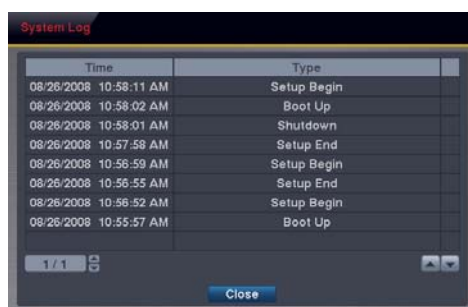 System Log
Time Type
08/26/2008 10:58:11 AM Setup Begin
08/26/2008 10:58:02 AM Boot Up
08/26/2008 10:58:01 AM Shutdown
08/26/2008 10:57:58 AM Setup End
08/26/2008 10:56:59 AM Setup Begin
08/26/2008 10:56:55 AM Setup End
08/26/2008 10:56:52 AM Setup Begin
08/26/2008 10:55:57 AM Boot Up
1 / 1
Close